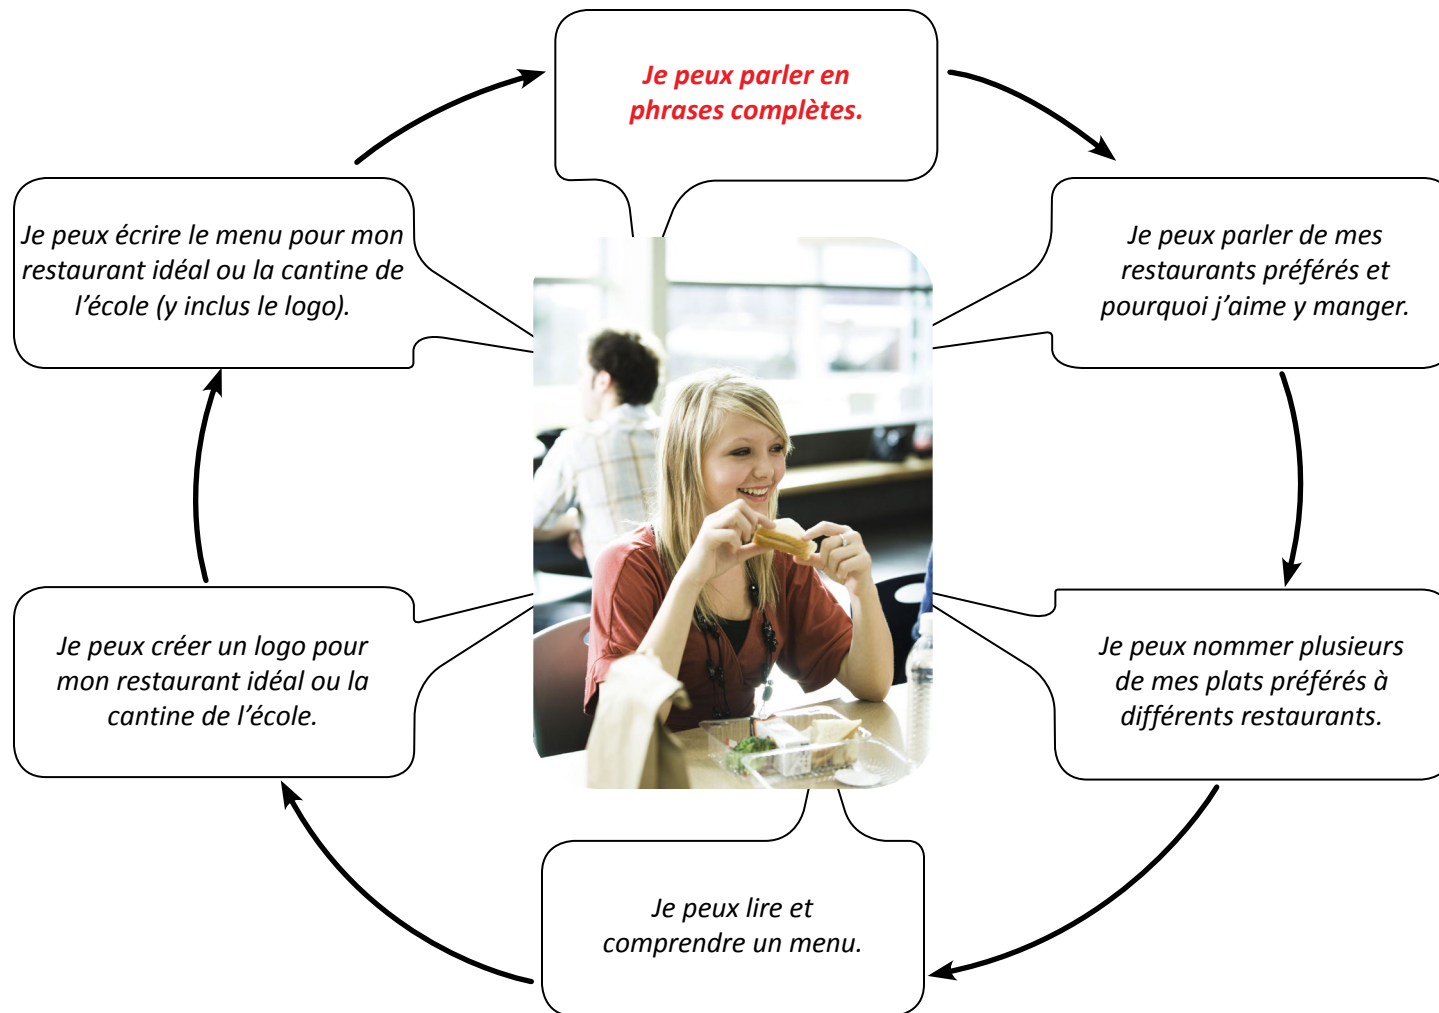 Je peux parler en
phrases complètes.
Je peux parler de mes
restaurants préférés et
pourquoi j’aime y manger.
Je peux nommer plusieurs
de mes plats préférés à
différents restaurants.
Je peux lire et
comprendre un menu.
Je peux créer un logo pour
mon restaurant idéal ou la
cantine de l’école.
Je peux écrire le menu pour mon
restaurant idéal ou la cantine de
l’école (y inclus le logo).